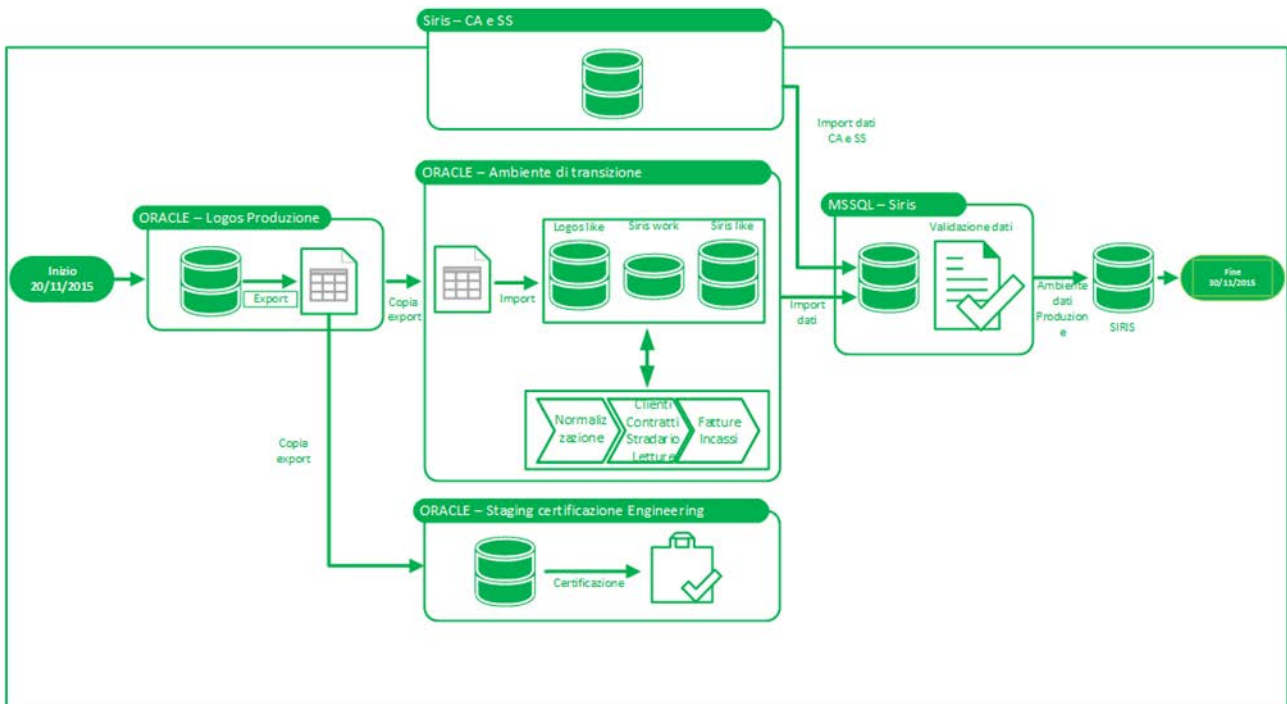 Siris – CA e SS
Import dati
CA e SS
ORACLE – Ambiente di transizione
Logos like
Siris work
Siris like
Import
ORACLE – Logos Produzione
Export
Inizio
20/11/2015
Copia
export
MSSQL – Siris
Validazione dati
Import
dati
Ambiente
dati
Produzion
e
SIRIS
Fine
30/11/2015
Normaliz
zazione
Clienti
Contratti
Stradario
Letture
Fatture
Incassi
Copia
export
ORACLE – Staging certificazione Engineering
Certificazione